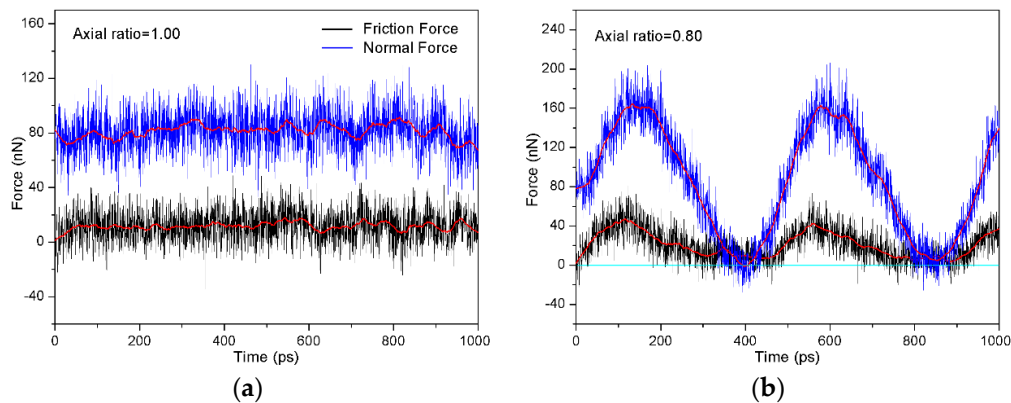 160
120
80
40
0
-40
Force (nN)
Axial ratio=1.00
Friction Force
Normal Force
0 200 400 600 800 1000
Time (ps)
(a)
240
200
160
120
80
40
0
-40
Force (nN)
Axial ratio=0.80
0 200 400 600 800 1000
Time (ps)
(b)